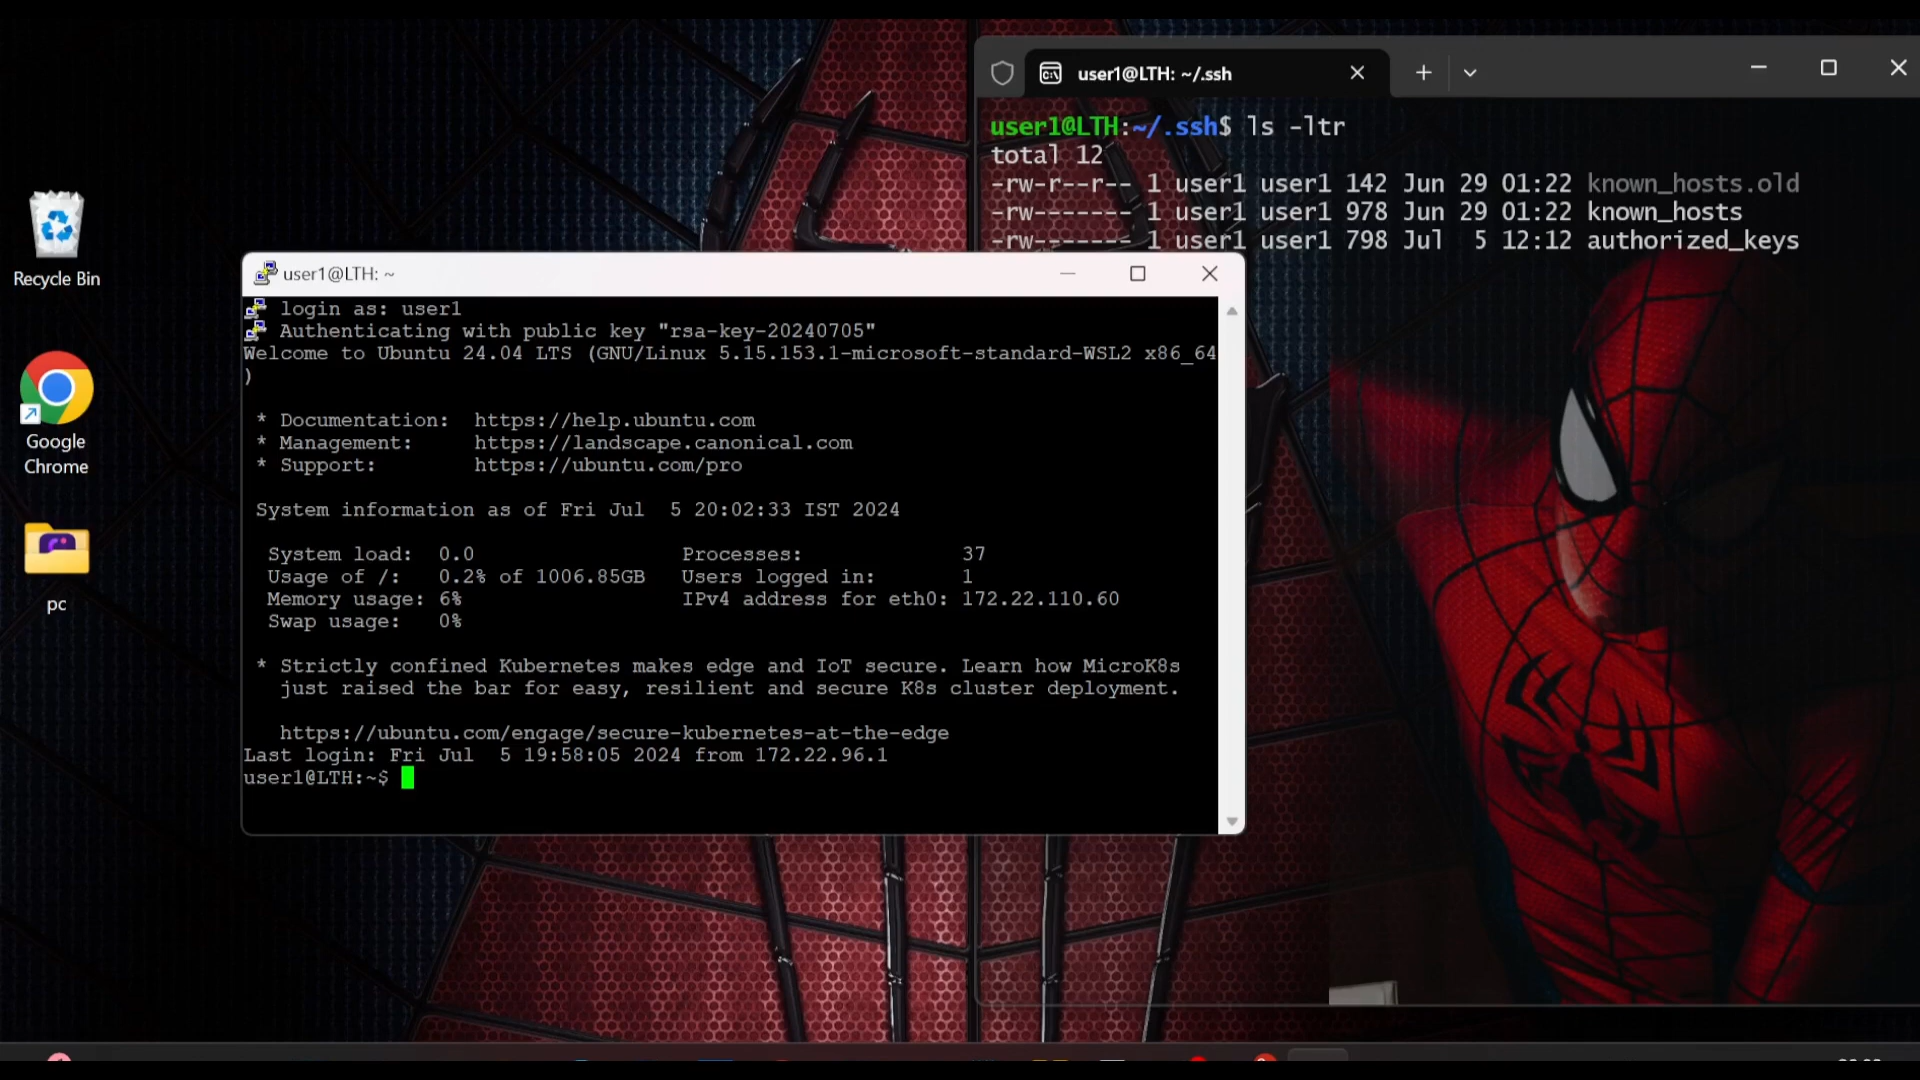 user1@LTH: ~/.ssh
user1@LTH:~/.ssh$ ls -ltr
total 12
-rw-r--r-- 1 user1 user1 142 Jun 29 01:22 known_hosts.old
-rw------- 1 user1 user1 978 Jun 29 01:22 known_hosts
-rw------- 1 user1 user1 798 Jul  5 12:12 authorized_keys
Recycle Bin
Google
Chrome
pc
user1@LTH: ~
login as: user1
Authenticating with public key "rsa-key-20240705"
Welcome to Ubuntu 24.04 LTS (GNU/Linux 5.15.153.1-microsoft-standard-WSL2 x86_64
)
* Documentation:  https://help.ubuntu.com
* Management:     https://landscape.canonical.com
* Support:        https://ubuntu.com/pro
System information as of Fri Jul  5 20:02:33 IST 2024
System load:  0.0                 Processes:             37
Usage of /:   0.2% of 1006.85GB   Users logged in:       1
Memory usage: 6%                  IPv4 address for eth0: 172.22.110.60
Swap usage:   0%
* Strictly confined Kubernetes makes edge and IoT secure. Learn how MicroK8s
just raised the bar for easy, resilient and secure K8s cluster deployment.
https://ubuntu.com/engage/secure-kubernetes-at-the-edge
Last login: Fri Jul  5 19:58:05 2024 from 172.22.96.1
user1@LTH:~$